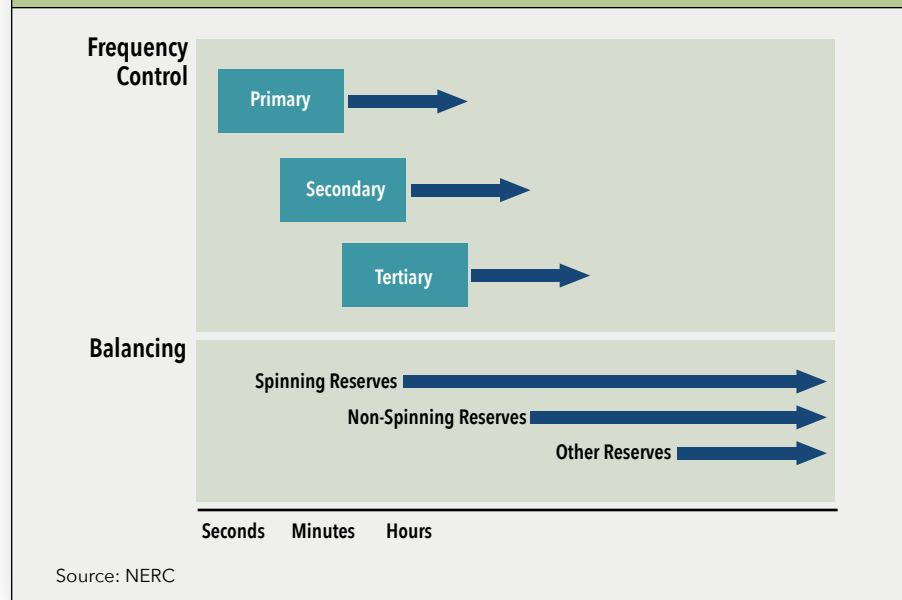 Frequency
Control
Primary
Secondary
Tertiary
Balancing
Spinning Reserves
Non-Spinning Reserves
Other Reserves
Seconds Minutes Hours
Source: NERC